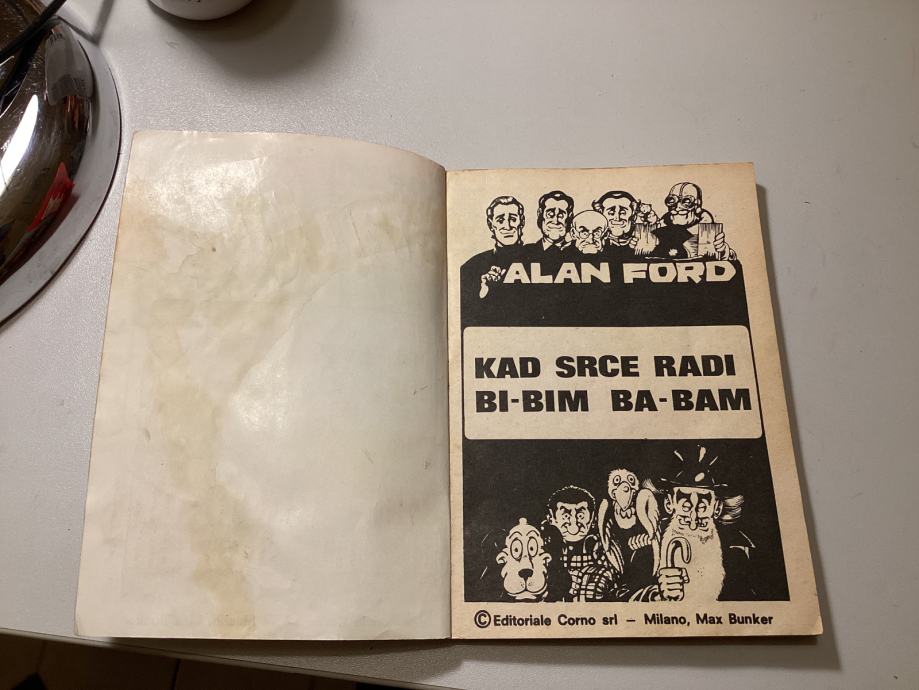 ALAN FORD
KAD SRCE RADI
BI-BIM BA-BAM
©Editoriale Corno srl — Milano, Max Bunker